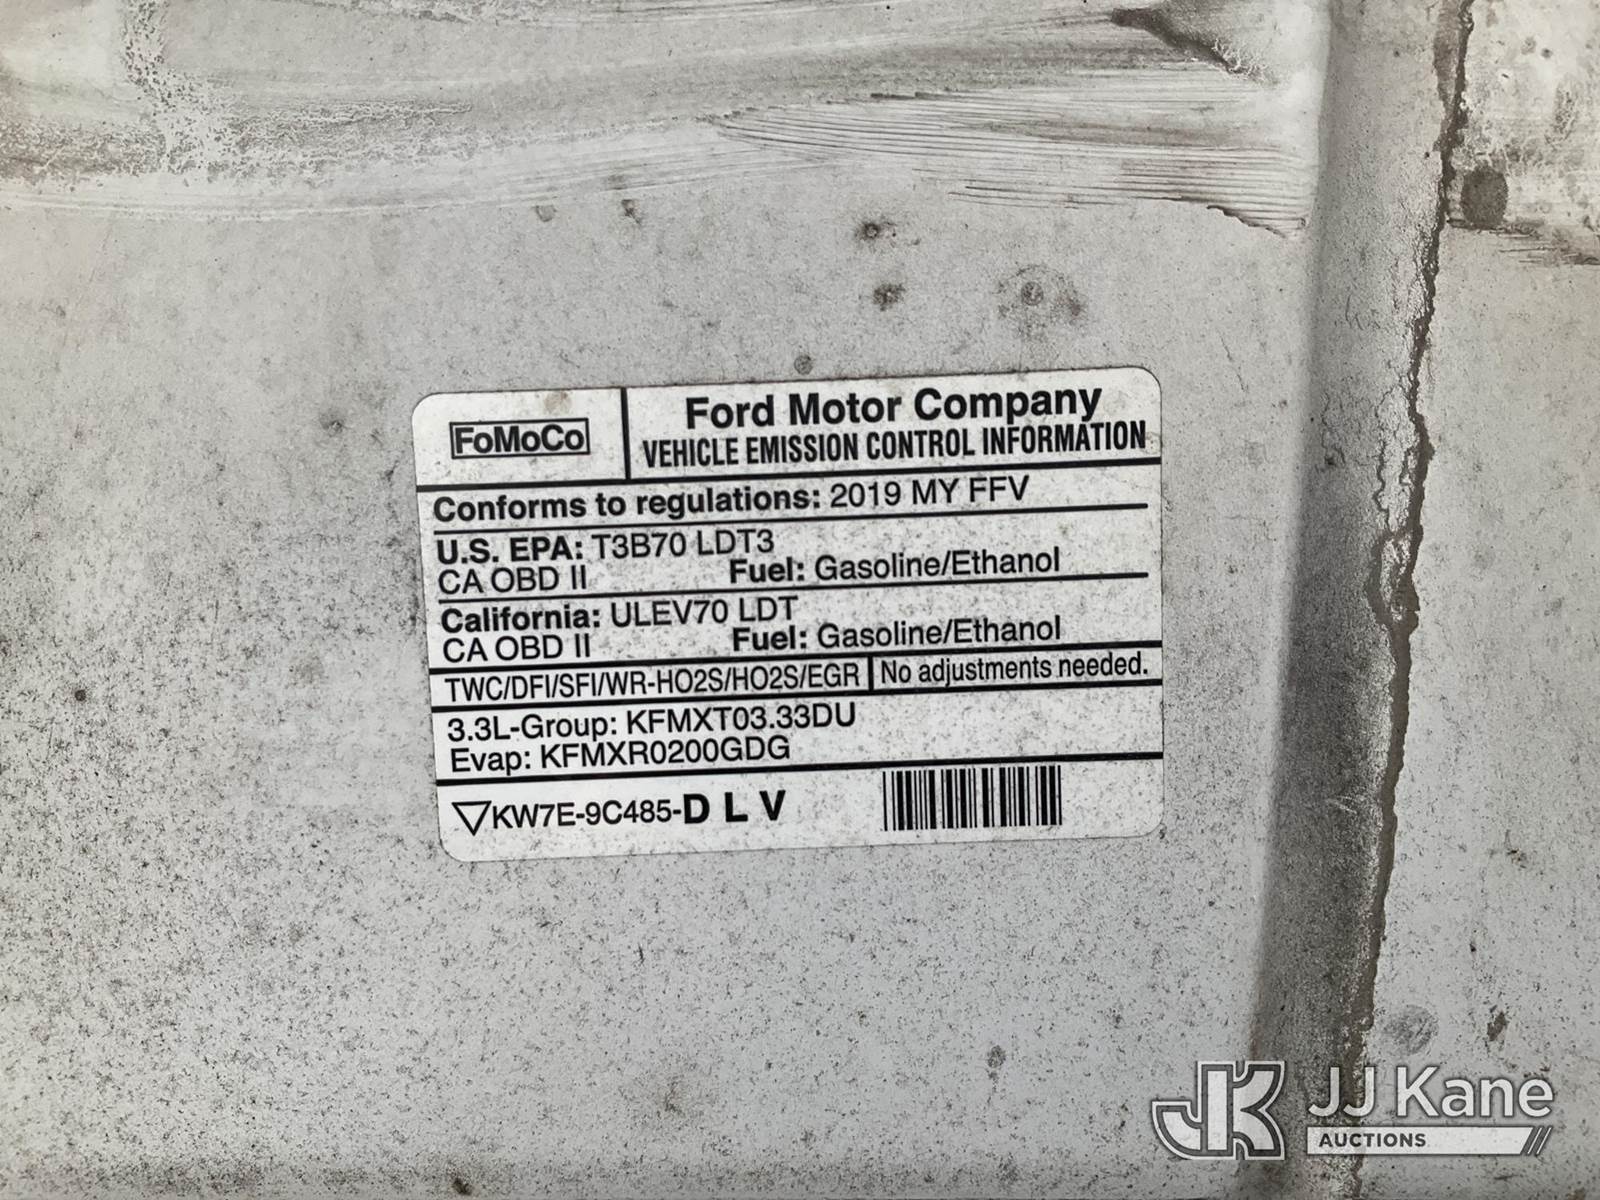 FoMoCo
Ford Motor Company
VEHICLE EMISSION CONTROL INFORMATION
Conforms to regulations: 2019 MY FFV
U.S. EPA: T3B70 LDT3
CA OBD II Fuel: Gasoline/Ethanol
California: ULEV70 LDT
CA OBD II Fuel: Gasoline/Ethanol
TWC/DFI/SFI/WR-HO2S/HO2S/EGR No adjustments needed.
3.3L-Group: KFMXT03.33DU
Evap: KFMXR0200GDG
KW7E-9C485-D L V
JK JJ Kane
AUCTIONS